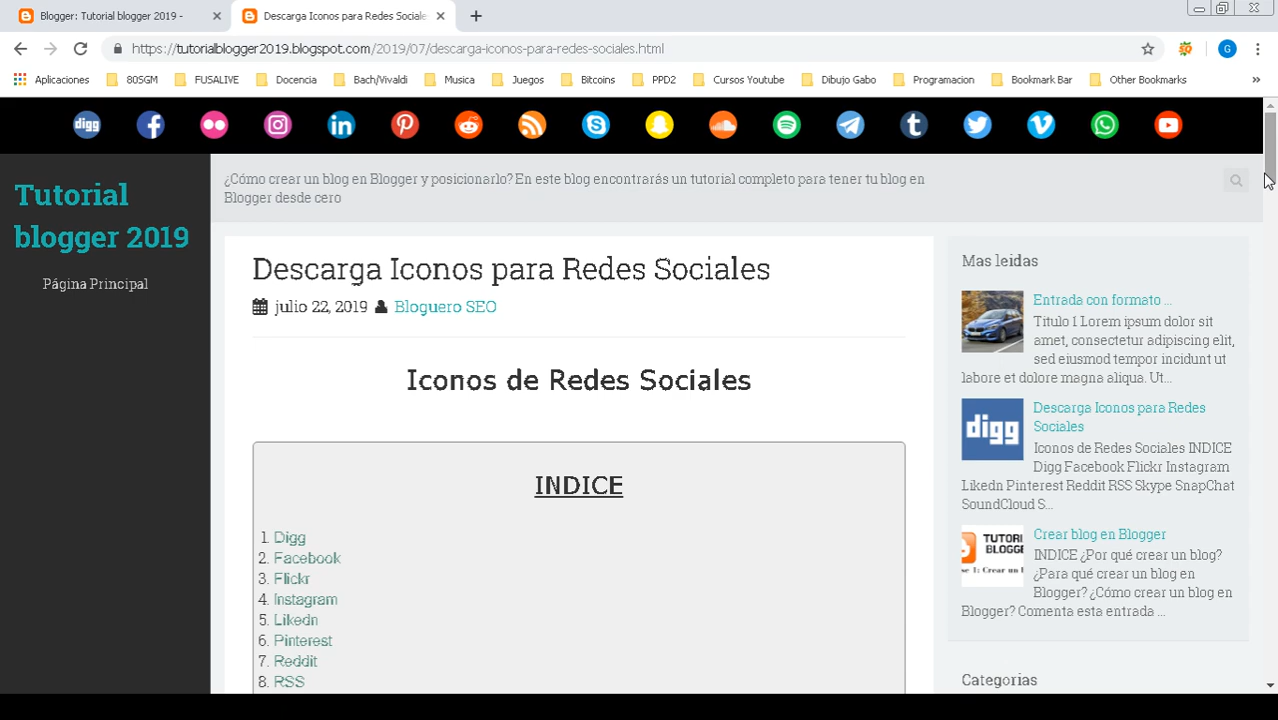 Blogger: Tutorial blogger 2019 -
Descarga Iconos para Redes Sociale
https://tutorialblogger2019.blogspot.com/2019/07/descarga-iconos-para-redes-sociales.html
G
Aplicaciones
80SGM
FUSALIVE
Docencia
Bach/Vivaldi
Musica
Juegos
Bitcoins
PPD2
Cursos Youtube
Dibujo Gabo
Programacion
Bookmark Bar
Other Bookmarks
digg
Tutorial
blogger 2019
Página Principal
¿Cómo crear un blog en Blogger y posicionarlo? En este blog encontrarás un tutorial completo para tener tu blog en
Blogger desde cero
Descarga Iconos para Redes Sociales
julio 22, 2019 Bloguero SEO
Iconos de Redes Sociales
INDICE
1. Digg
2. Facebook
3. Flickr
4. Instagram
5. Likedn
6. Pinterest
7. Reddit
8. RSS
Mas leidas
Entrada con formato ...
Titulo 1 Lorem ipsum dolor sit
amet, consectetur adipiscing elit,
sed eiusmod tempor incidunt ut
labore et dolore magna aliqua. Ut...
digg
Descarga Iconos para Redes
Sociales
Iconos de Redes Sociales INDICE
Digg Facebook Flickr Instagram
Likedn Pinterest Reddit RSS Skype SnapChat
SoundCloud S...
TUTORI
BLOGGE
se 1: Crear un
Crear blog en Blogger
INDICE ¿Por qué crear un blog?
¿Para qué crear un blog en
Blogger? ¿Cómo crear un blog en
Blogger? Comenta esta entrada ...
Categorias